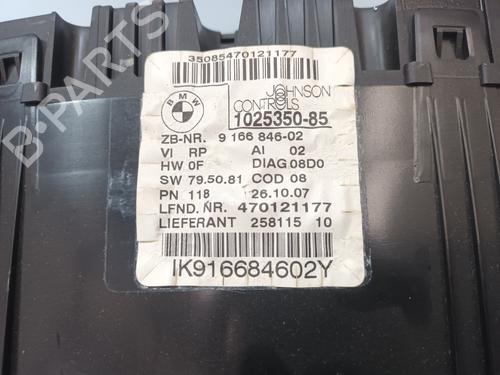 B-PARTS
35085470121177
BMW
JOHNSON
CONTROLS
1025350-85
ZB-NR. 9 166 846-02
VI RP AI 02
HW 0F DIAG 08D0
SW 79.50.81 COD 08
PN 118 26.10.07
LFND. NR. 470121177
LIEFERANT 258115 10
IK916684602Y